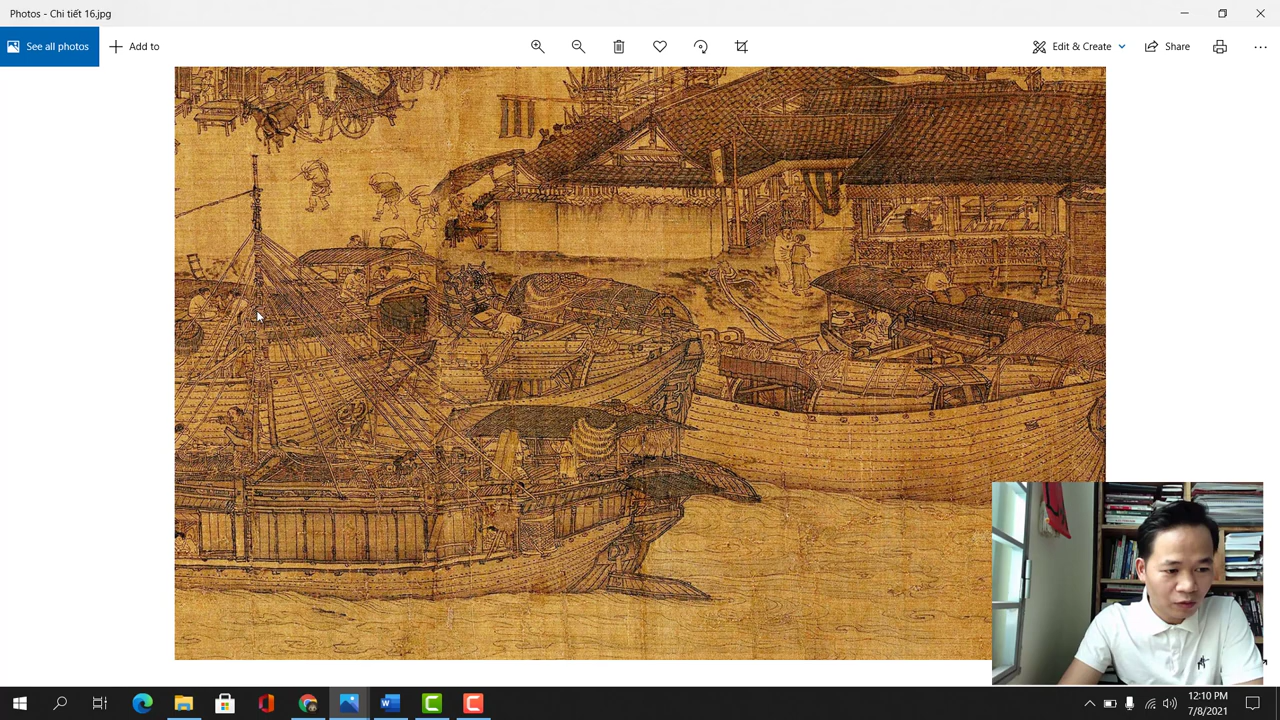 Photos - Chi tiết 16.jpg
See all photos
Add to
Edit & Create
Share
12:10 PM
7/8/2021